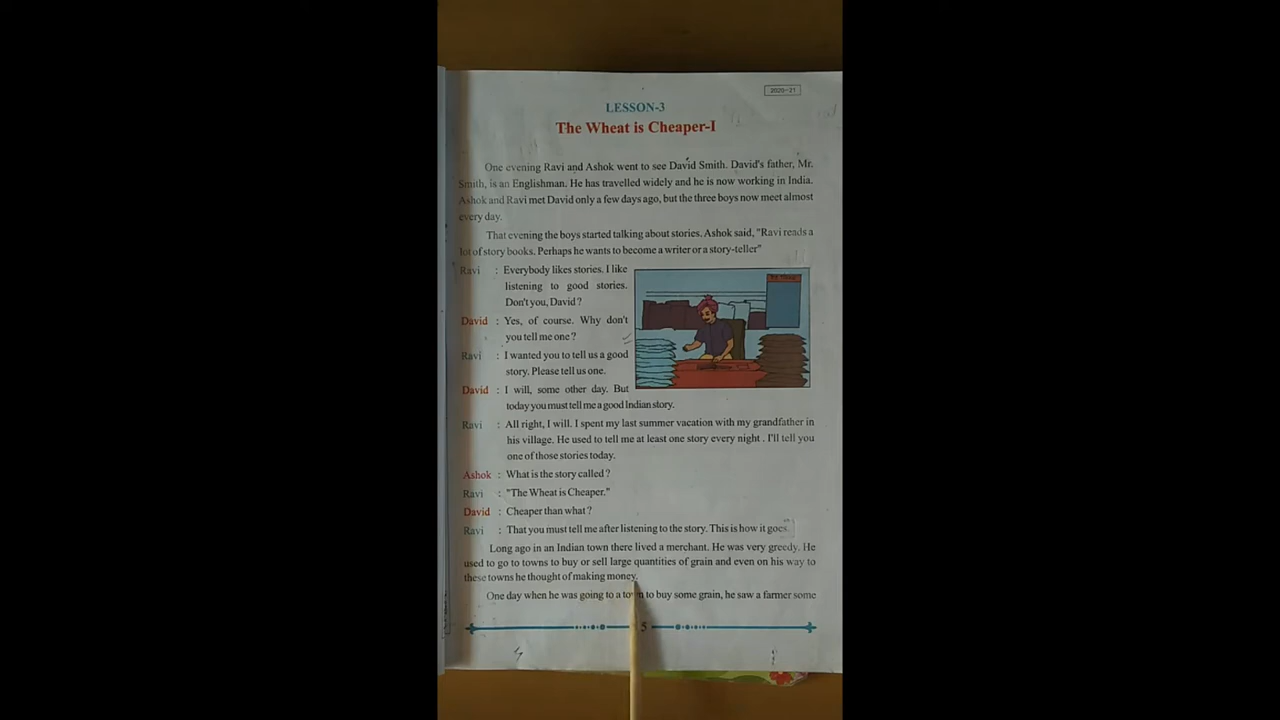 2020-21
LESSON-3
The Wheat is Cheaper-I
One evening Ravi and Ashok went to see David Smith. David's father, Mr.
Smith, is an Englishman. He has travelled widely and he is now working in India.
Ashok and Ravi met David only a few days ago, but the three boys now meet almost
every day.
That evening the boys started talking about stories. Ashok said, "Ravi reads a
lot of story books. Perhaps he wants to become a writer or a story-teller"
Ravi : Everybody likes stories. I like
listening to good stories.
Don't you, David?
David : Yes, of course. Why don't
you tell me one?
Ravi : I wanted you to tell us a good
story. Please tell us one.
David : I will, some other day. But
today you must tell me a good Indian story.
Ravi : All right, I will. I spent my last summer vacation with my grandfather in
his village. He used to tell me at least one story every night . I'll tell you
one of those stories today.
Ashok : What is the story called?
Ravi : "The Wheat is Cheaper."
David : Cheaper than what?
Ravi : That you must tell me after listening to the story. This is how it goes.
Long ago in an Indian town there lived a merchant. He was very greedy. He
used to go to towns to buy or sell large quantities of grain and even on his way to
these towns he thought of making money.
One day when he was going to a town to buy some grain, he saw a farmer some
5